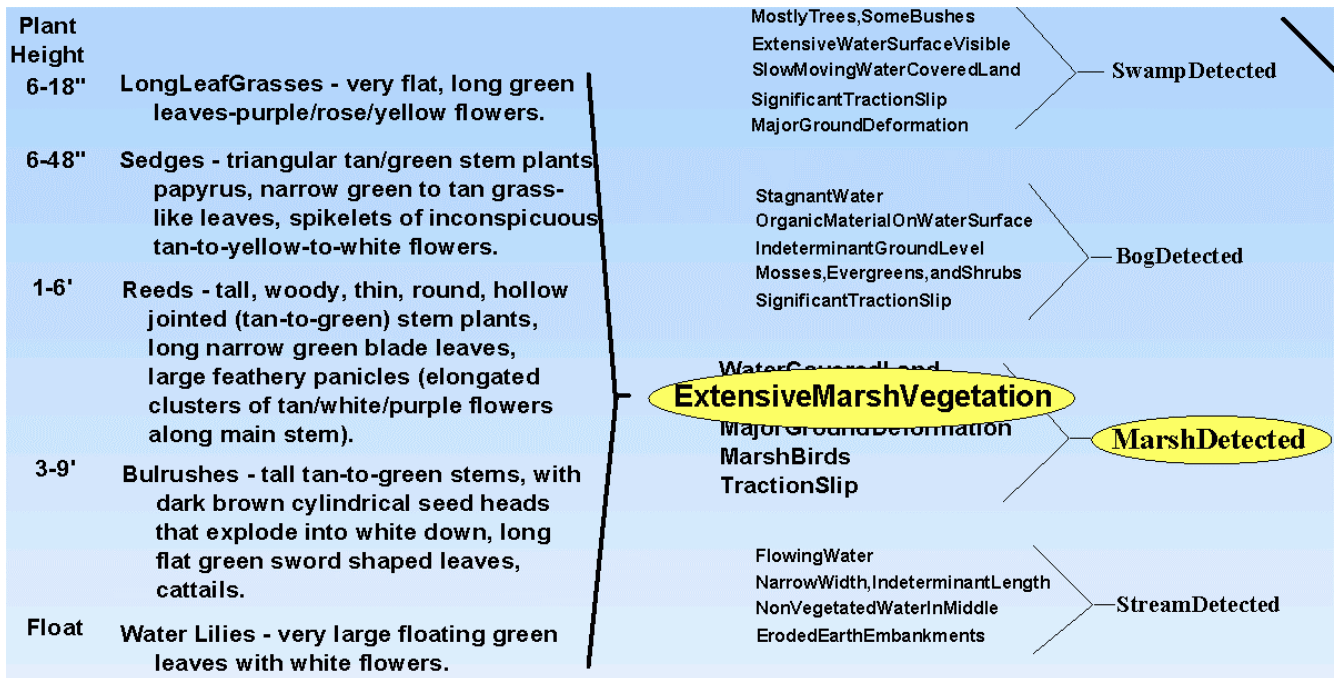 Plant
Height
6-18" LongLeafGrasses - very flat, long green
leaves-purple/rose/yellow flowers.
6-48" Sedges - triangular tan/green stem plants
papyrus, narrow green to tan grass-
like leaves, spikelets of inconspicuous
tan-to-yellow-to-white flowers.
1-6' Reeds - tall, woody, thin, round, hollow
jointed (tan-to-green) stem plants,
long narrow green blade leaves,
large feathery panicles (elongated
clusters of tan/white/purple flowers
along main stem).
3-9' Bulrushes - tall tan-to-green stems, with
dark brown cylindrical seed heads
that explode into white down, long
flat green sword shaped leaves,
cattails.
Float Water Lilies - very large floating green
leaves with white flowers.
MostlyTrees,SomeBushes
ExtensiveWaterSurfaceVisible
SlowMovingWaterCoveredLand
SignificantTractionSlip
MajorGroundDeformation
SwampDetected
StagnantWater
OrganicMaterialOnWaterSurface
IndeterminantGroundLevel
Mosses,Evergreens,andShrubs
SignificantTractionSlip
BogDetected
WaterCoveredLand
ExtensiveMarshVegetation
MajorGroundDeformation
MarshBirds
TractionSlip
MarshDetected
FlowingWater
NarrowWidth,IndeterminantLength
NonVegetatedWaterInMiddle
ErodedEarthEmbankments
StreamDetected